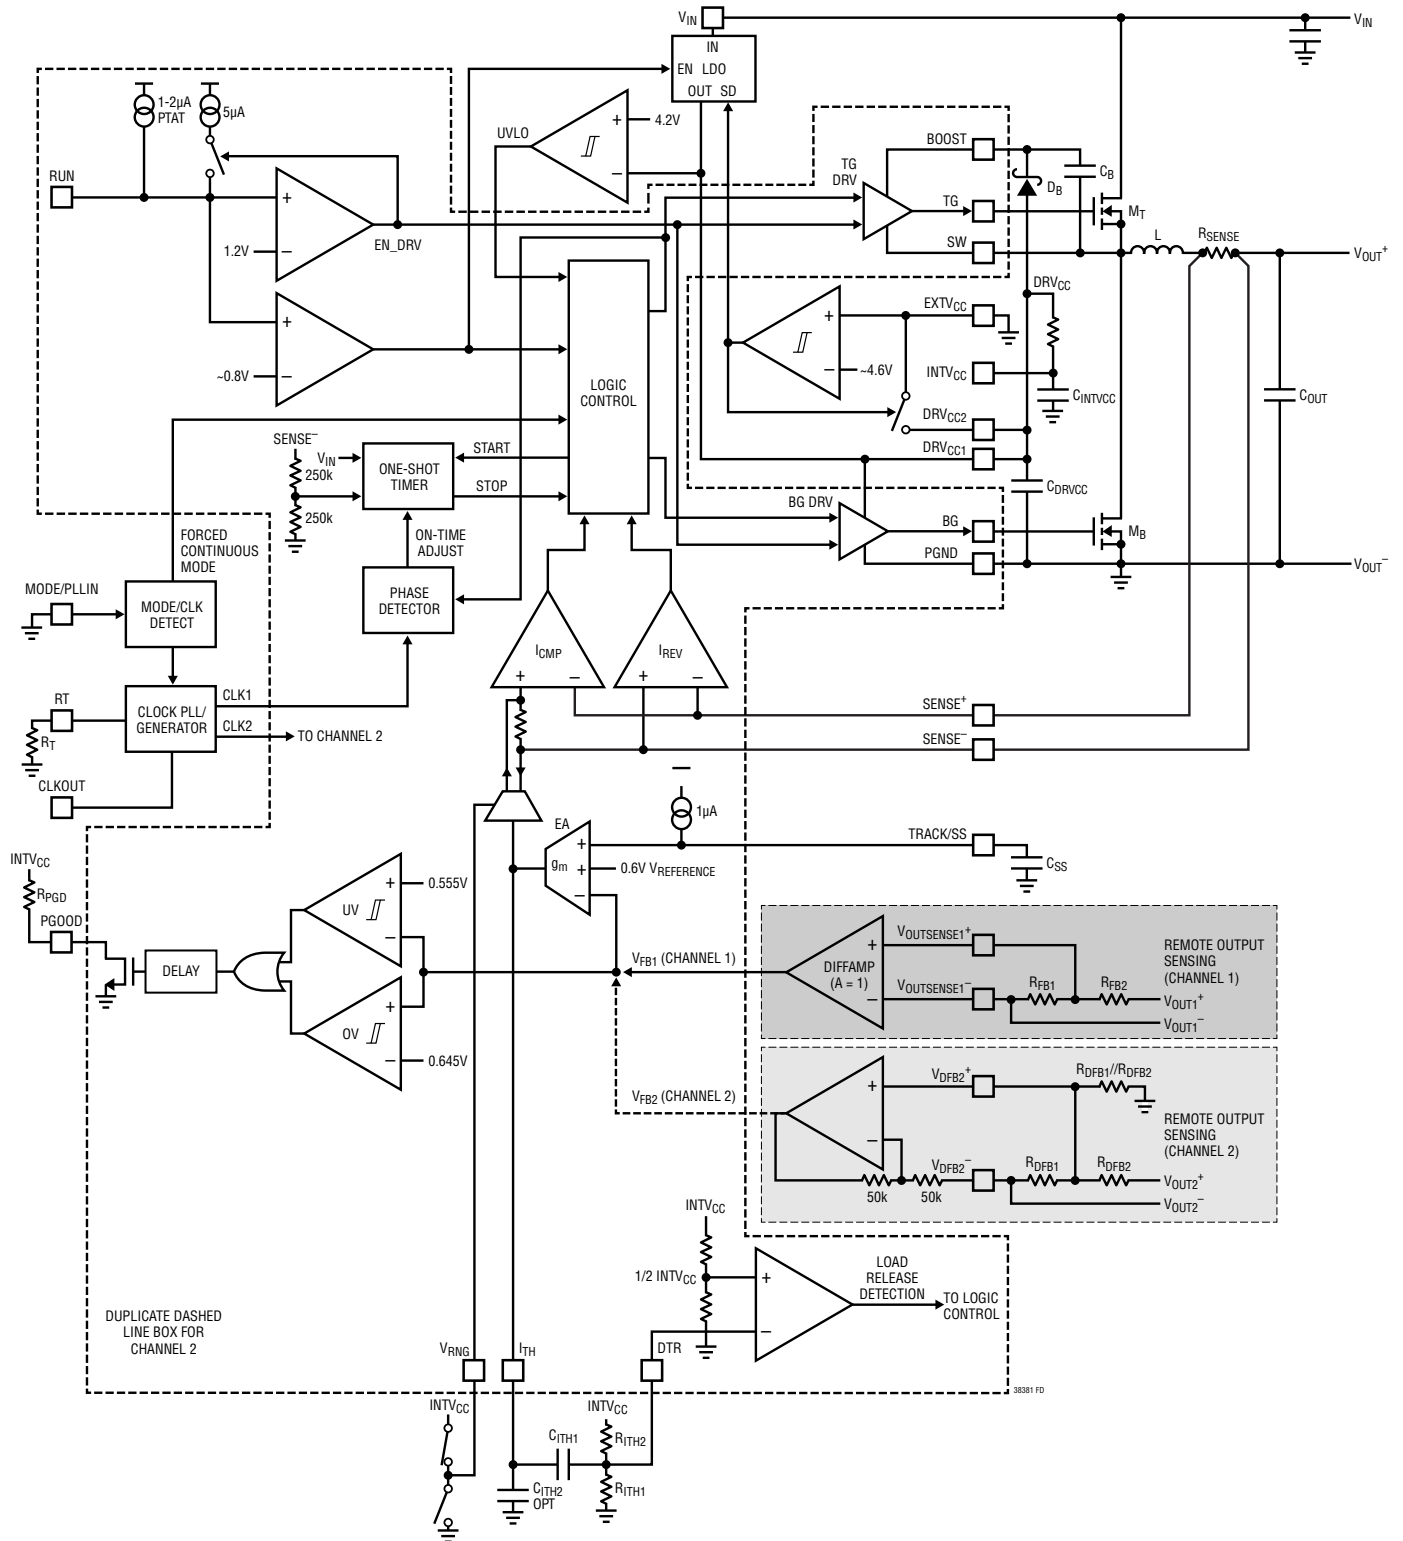 VIN
VIN
IN
EN LDO
OUT SD
1-2µA
PTAT
5µA
UVLO
+
4.2V
–
BOOST
TG
DRV
CB
DB
RUN
+
TG
MT
1.2V
–
EN_DRV
SW
L
RSENSE
VOUT+
DRVCC
+
EXTVCC
+
~0.8V
–
–
~4.6V
INTVCC
LOGIC
CONTROL
CINTVCC
COUT
DRVCC2
DRVCC1
SENSE–
VIN
250k
ONE-SHOT
TIMER
START
STOP
250k
CDRVCC
BG DRV
BG
MB
PGND
VOUT–
FORCED
CONTINUOUS
MODE
ON-TIME
ADJUST
MODE/PLLIN
MODE/CLK
DETECT
PHASE
DETECTOR
ICMP
IREV
+
–
+
–
RT
CLOCK PLL/
GENERATOR
CLK1
CLK2
TO CHANNEL 2
RT
CLKOUT
SENSE+
SENSE–
1µA
EA
+
gm
+
–
0.6V VREFERENCE
TRACK/SS
CSS
INTVCC
RPGD
PGOOD
+
0.555V
UV
–
DELAY
+
OV
–
0.645V
VFB1 (CHANNEL 1)
DIFFAMP
(A = 1)
+
–
VOUTSENSE1+
VOUTSENSE1–
RFB1
RFB2
REMOTE OUTPUT
SENSING
(CHANNEL 1)
VOUT1+
VOUT1–
VFB2 (CHANNEL 2)
+
–
VDFB2+
RDFB1//RDFB2
REMOTE OUTPUT
SENSING
(CHANNEL 2)
VDFB2–
RDFB1
RDFB2
50k
50k
VOUT2+
VOUT2–
INTVCC
1/2 INTVCC
+
–
LOAD
RELEASE
DETECTION
TO LOGIC
CONTROL
DUPLICATE DASHED
LINE BOX FOR
CHANNEL 2
VRNG
ITH
DTR
38381 FD
INTVCC
INTVCC
CITH1
RITH2
CITH2
OPT
RITH1